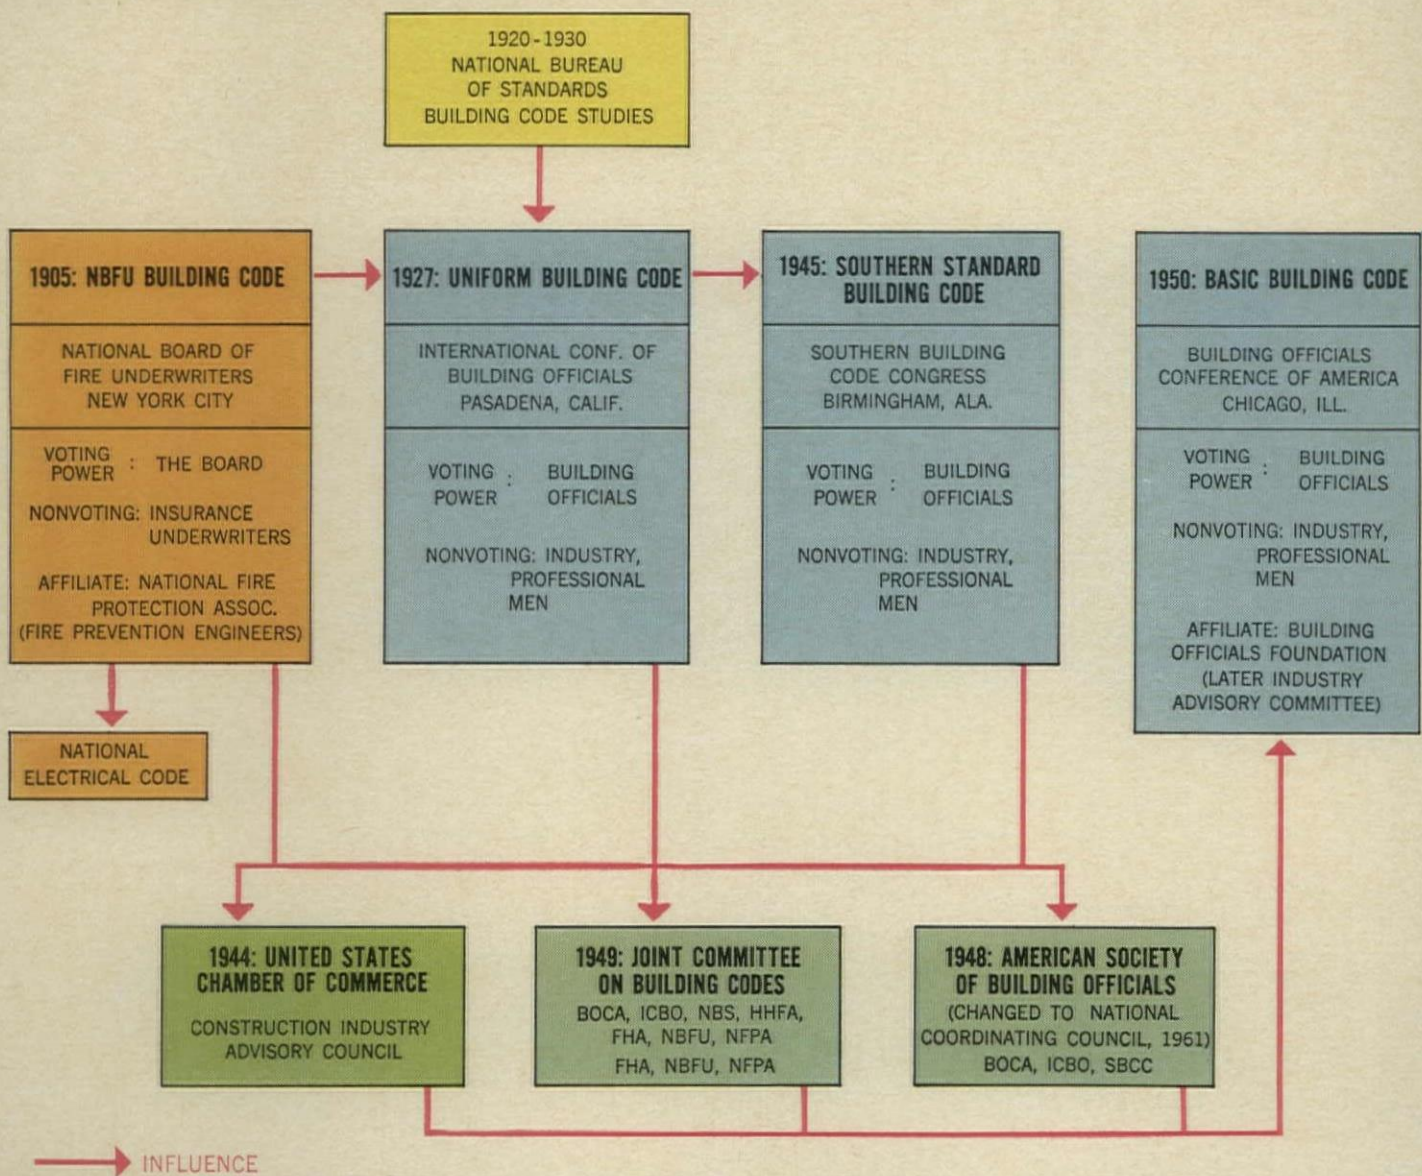 1920-1930
NATIONAL BUREAU
OF STANDARDS
BUILDING CODE STUDIES
1905: NBFU BUILDING CODE
NATIONAL BOARD OF
FIRE UNDERWRITERS
NEW YORK CITY
VOTING
POWER : THE BOARD
NONVOTING: INSURANCE
UNDERWRITERS
AFFILIATE: NATIONAL FIRE
PROTECTION ASSOC.
(FIRE PREVENTION ENGINEERS)
NATIONAL
ELECTRICAL CODE
1927: UNIFORM BUILDING CODE
INTERNATIONAL CONF. OF
BUILDING OFFICIALS
PASADENA, CALIF.
VOTING : BUILDING
POWER OFFICIALS
NONVOTING: INDUSTRY,
PROFESSIONAL
MEN
1945: SOUTHERN STANDARD
BUILDING CODE
SOUTHERN BUILDING
CODE CONGRESS
BIRMINGHAM, ALA.
VOTING : BUILDING
POWER OFFICIALS
NONVOTING: INDUSTRY,
PROFESSIONAL
MEN
1950: BASIC BUILDING CODE
BUILDING OFFICIALS
CONFERENCE OF AMERICA
CHICAGO, ILL.
VOTING : BUILDING
POWER OFFICIALS
NONVOTING: INDUSTRY,
PROFESSIONAL
MEN
AFFILIATE: BUILDING
OFFICIALS FOUNDATION
(LATER INDUSTRY
ADVISORY COMMITTEE)
1944: UNITED STATES
CHAMBER OF COMMERCE
CONSTRUCTION INDUSTRY
ADVISORY COUNCIL
1949: JOINT COMMITTEE
ON BUILDING CODES
BOCA, ICBO, NBS, HHFA,
FHA, NBFU, NFPA
FHA, NBFU, NFPA
1948: AMERICAN SOCIETY
OF BUILDING OFFICIALS
(CHANGED TO NATIONAL
COORDINATING COUNCIL, 1961)
BOCA, ICBO, SBCC
INFLUENCE